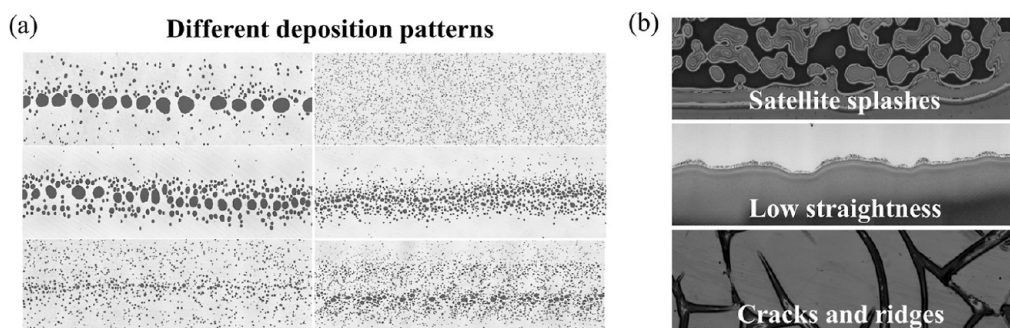 (a)
Different deposition patterns
(b)
Satellite splashes
Low straightness
Cracks and ridges